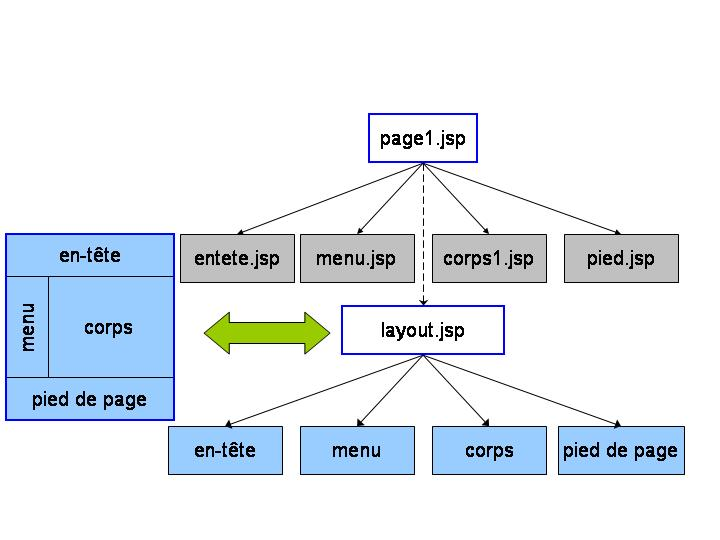 page1.jsp
entete.jsp
menu.jsp
corps1.jsp
pied.jsp
en-tête
menu
corps
pied de page
layout.jsp
en-tête
menu
corps
pied de page